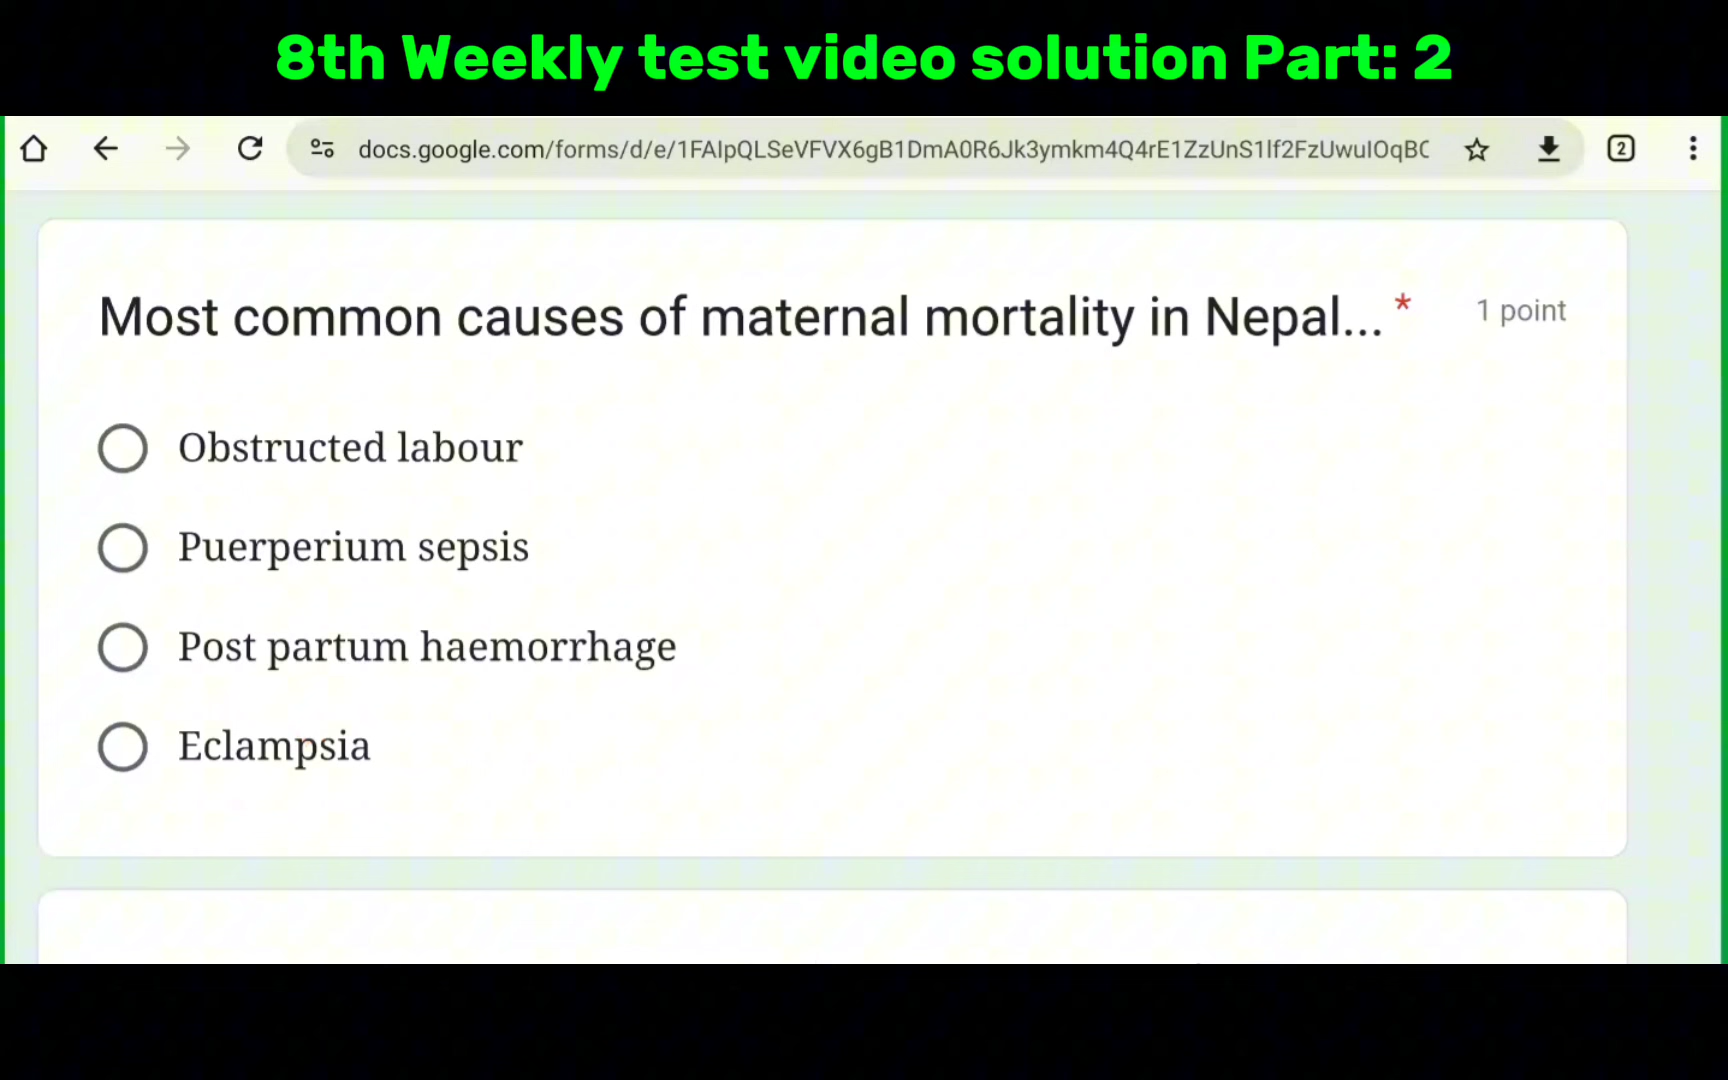 8th Weekly test video solution Part: 2
docs.google.com/forms/d/e/1FAIpQLSeVFVX6gB1DmA0R6Jk3ymkm4Q4rE1ZzUnS1lf2FzUwuIOqBC
2
Most common causes of maternal mortality in Nepal... * 1 point
Obstructed labour
Puerperium sepsis
Post partum haemorrhage
Eclampsia